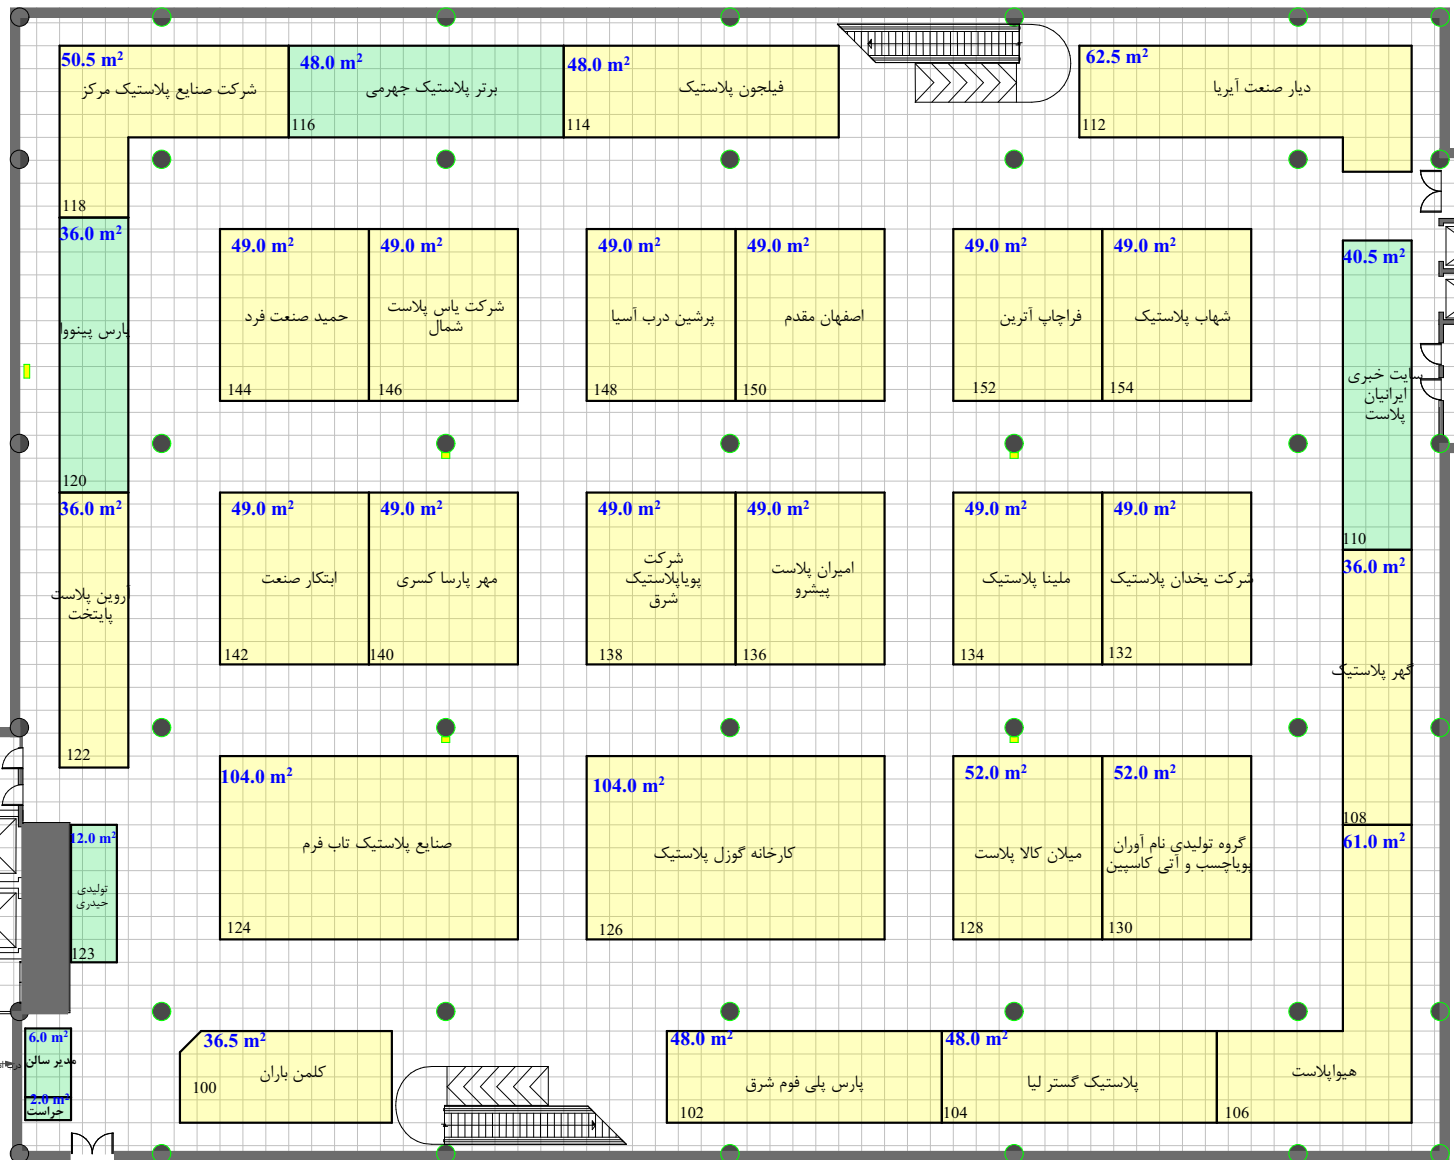 50.5 m²
شرکت صنایع پلاستیک مرکز
118
48.0 m²
برتر پلاستیک جهرمی
116
48.0 m²
فیلجون پلاستیک
114
62.5 m²
دیار صنعت آیریا
112
36.0 m²
پارس پینووا
120
49.0 m²
حمید صنعت فرد
144
49.0 m²
شرکت یاس پلاست
شمال
146
49.0 m²
پرشین درب آسیا
148
49.0 m²
اصفهان مقدم
150
49.0 m²
فراچاپ آترین
152
49.0 m²
شهاب پلاستیک
154
40.5 m²
سایت خبری
ایرانیان
پلاست
110
36.0 m²
آروین پلاست
پایتخت
122
49.0 m²
ابتکار صنعت
142
49.0 m²
مهر پارسا کسری
140
49.0 m²
شرکت
پویاپلاستیک
شرق
138
49.0 m²
امیران پلاست
پیشرو
136
49.0 m²
ملینا پلاستیک
134
49.0 m²
شرکت یخدان پلاستیک
132
36.0 m²
گهر پلاستیک
108
104.0 m²
صنایع پلاستیک تاب فرم
124
104.0 m²
کارخانه گوزل پلاستیک
126
52.0 m²
میلان کالا پلاست
128
52.0 m²
گروه تولیدی نام آوران
پویاچسب و آتی کاسپین
130
61.0 m²
هیواپلاست
106
12.0 m²
تولیدی
حیدری
123
6.0 m²
مدیر سالن
2.0 m²
حراست
36.5 m²
کلمن باران
100
48.0 m²
پارس پلی فوم شرق
102
48.0 m²
پلاستیک گستر لیا
104